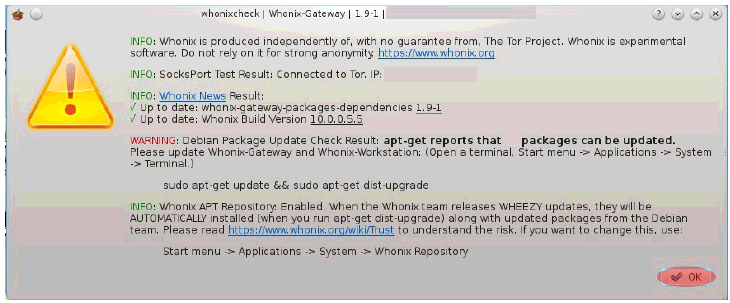 whonixcheck | Whonix-Gateway | 1.9-1 |
INFO: Whonix is produced independently of, with no guarantee from, The Tor Project. Whonix is experimental
software. Do not rely on it for strong anonymity. https://www.whonix.org
INFO: SocksPort Test Result: Connected to Tor. IP:
INFO: Whonix News Result:
✓ Up to date: whonix-gateway-packages-dependencies 1.9-1
✓ Up to date: Whonix Build Version 10.0.0.5.5
WARNING: Debian Package Update Check Result: apt-get reports that packages can be updated.
Please update Whonix-Gateway and Whonix-Workstation: (Open a terminal, Start menu -> Applications -> System
-> Terminal.)
sudo apt-get update && sudo apt-get dist-upgrade
INFO: Whonix APT Repository: Enabled. When the Whonix team releases WHEEZY updates, they will be
AUTOMATICALLY installed (when you run apt-get dist-upgrade) along with updated packages from the Debian
team. Please read https://www.whonix.org/wiki/Trust to understand the risk. If you want to change this, use:
Start menu -> Applications -> System -> Whonix Repository
OK